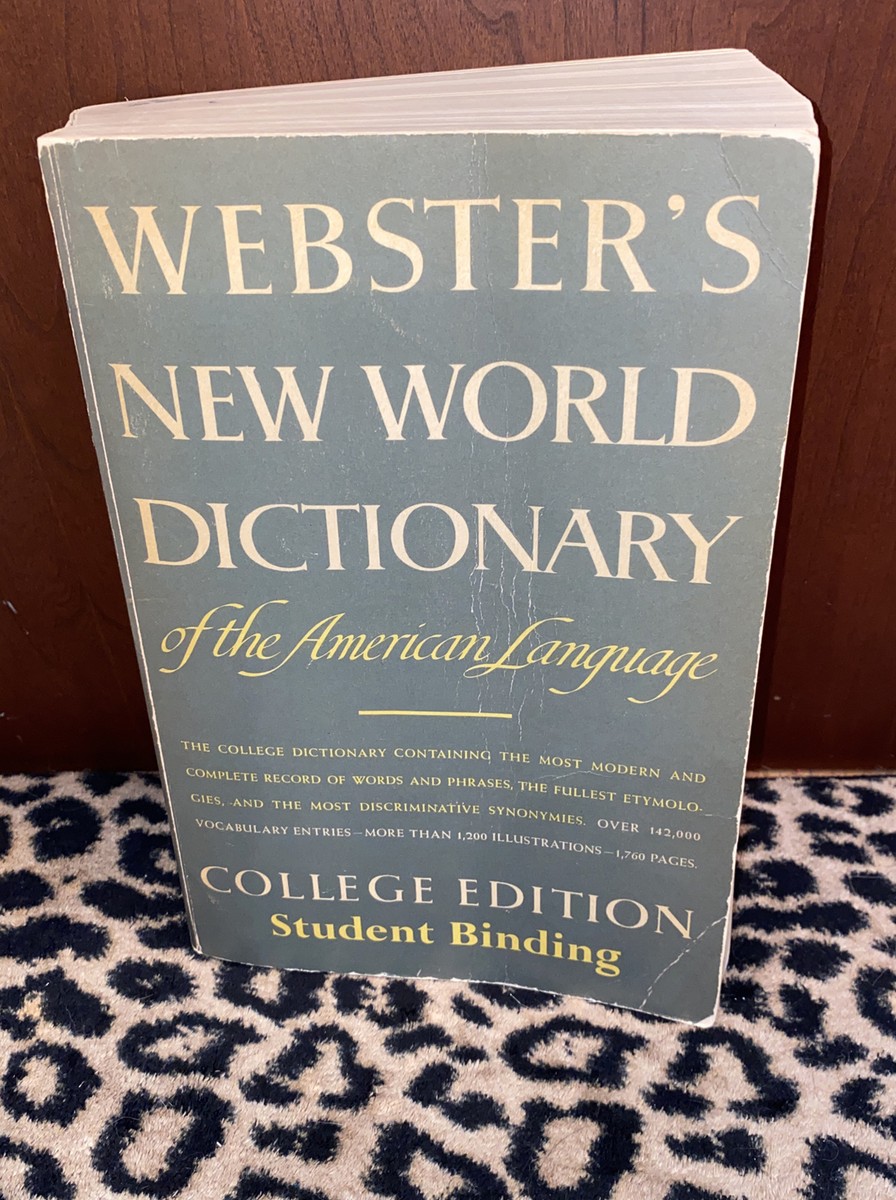 WEBSTER'S
NEW WORLD
DICTIONARY
of the American Language
THE COLLEGE DICTIONARY CONTAINING THE MOST MODERN AND
COMPLETE RECORD OF WORDS AND PHRASES, THE FULLEST ETYMOLO-
GIES, AND THE MOST DISCRIMINATIVE SYNONYMIES. OVER 142,000
VOCABULARY ENTRIES—MORE THAN 1,200 ILLUSTRATIONS—1,760 PAGES.
COLLEGE EDITION
Student Binding